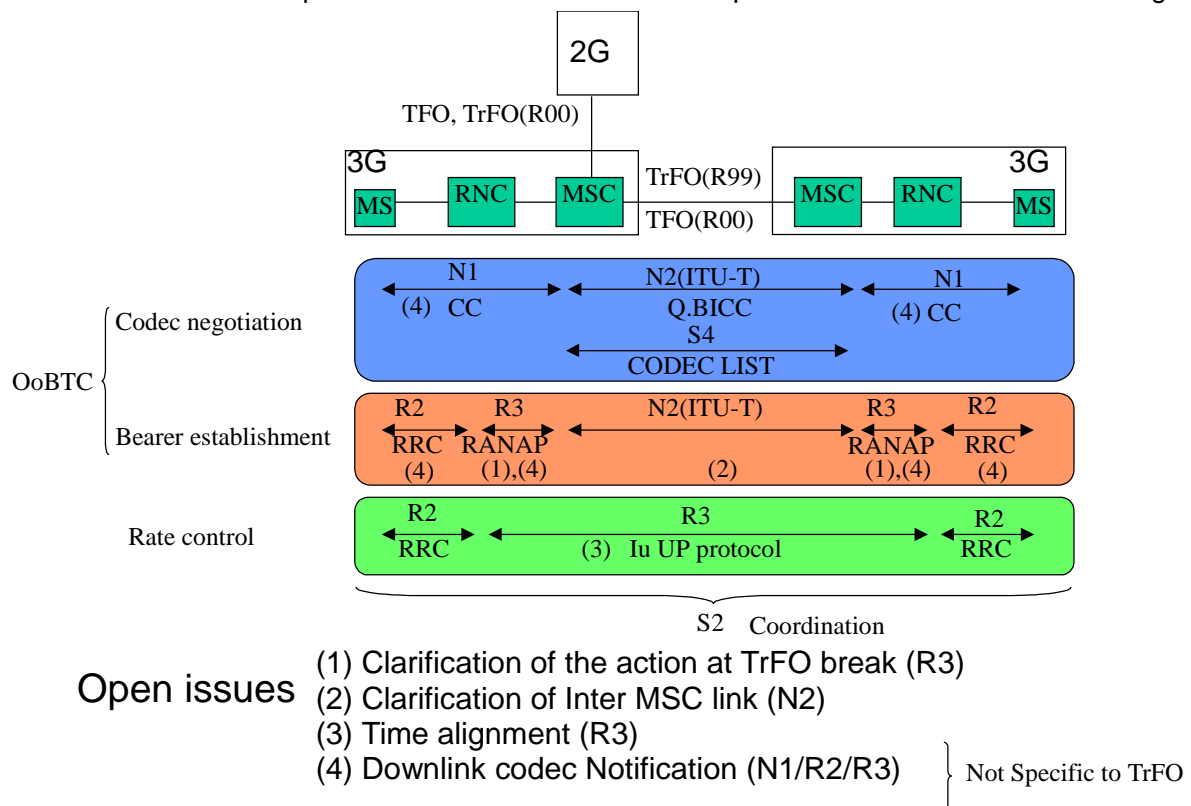 2G
TFO, TrFO(R00)
3G
MS
RNC
MSC
TrFO(R99)
TFO(R00)
3G
MSC
RNC
MS
OoBTC
Codec negotiation
N1
N2(ITU-T)
N1
(4) CC
Q.BICC
(4) CC
S4
CODEC LIST
Bearer establishment
R2
R3
N2(ITU-T)
R3
R2
RRC
RANAP
RANAP
RRC
(4)
(1),(4)
(2)
(1),(4)
(4)
Rate control
R2
R3
R2
RRC
(3) Iu UP protocol
RRC
S2 Coordination
Open issues
(1) Clarification of the action at TrFO break (R3)
(2) Clarification of Inter MSC link (N2)
(3) Time alignment (R3)
(4) Downlink codec Notification (N1/R2/R3)
Not Specific to TrFO